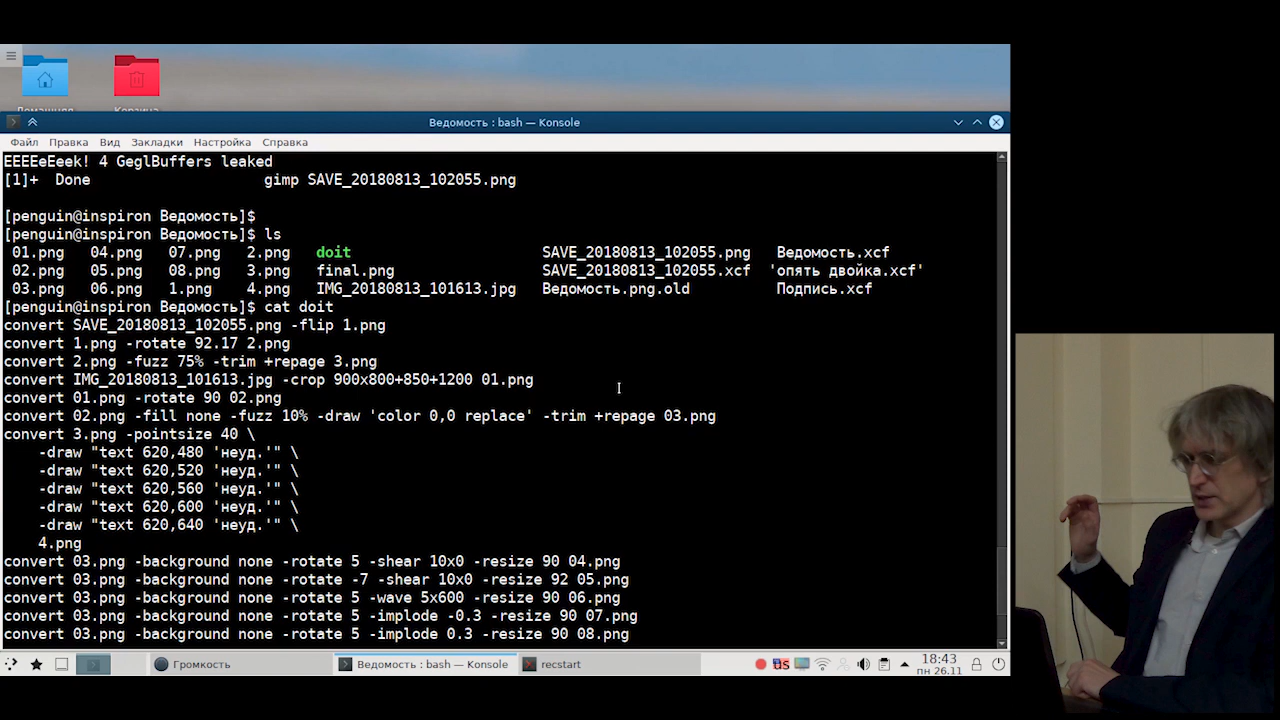 Домашняя
Корзина
Ведомость : bash — Konsole
Файл Правка Вид Закладки Настройка Справка
EEEEeEeek! 4 GeglBuffers leaked
[1]+  Done                    gimp SAVE_20180813_102055.png
[penguin@inspiron Ведомость]$
[penguin@inspiron Ведомость]$ ls
01.png   04.png   07.png   2.png   doit                      SAVE_20180813_102055.png   Ведомость.xcf
02.png   05.png   08.png   3.png   final.png                 SAVE_20180813_102055.xcf  'опять двойка.xcf'
03.png   06.png   1.png    4.png   IMG_20180813_101613.jpg   Ведомость.png.old          Подпись.xcf
[penguin@inspiron Ведомость]$ cat doit
convert SAVE_20180813_102055.png -flip 1.png
convert 1.png -rotate 92.17 2.png
convert 2.png -fuzz 75% -trim +repage 3.png
convert IMG_20180813_101613.jpg -crop 900x800+850+1200 01.png
convert 01.png -rotate 90 02.png
convert 02.png -fill none -fuzz 10% -draw 'color 0,0 replace' -trim +repage 03.png
convert 3.png -pointsize 40 \
    -draw "text 620,480 'неуд.'" \
    -draw "text 620,520 'неуд.'" \
    -draw "text 620,560 'неуд.'" \
    -draw "text 620,600 'неуд.'" \
    -draw "text 620,640 'неуд.'" \
    4.png
convert 03.png -background none -rotate 5 -shear 10x0 -resize 90 04.png
convert 03.png -background none -rotate -7 -shear 10x0 -resize 92 05.png
convert 03.png -background none -rotate 5 -wave 5x600 -resize 90 06.png
convert 03.png -background none -rotate 5 -implode -0.3 -resize 90 07.png
convert 03.png -background none -rotate 5 -implode 0.3 -resize 90 08.png
Громкость
Ведомость : bash — Konsole
recstart
US
18:43
пн 26.11